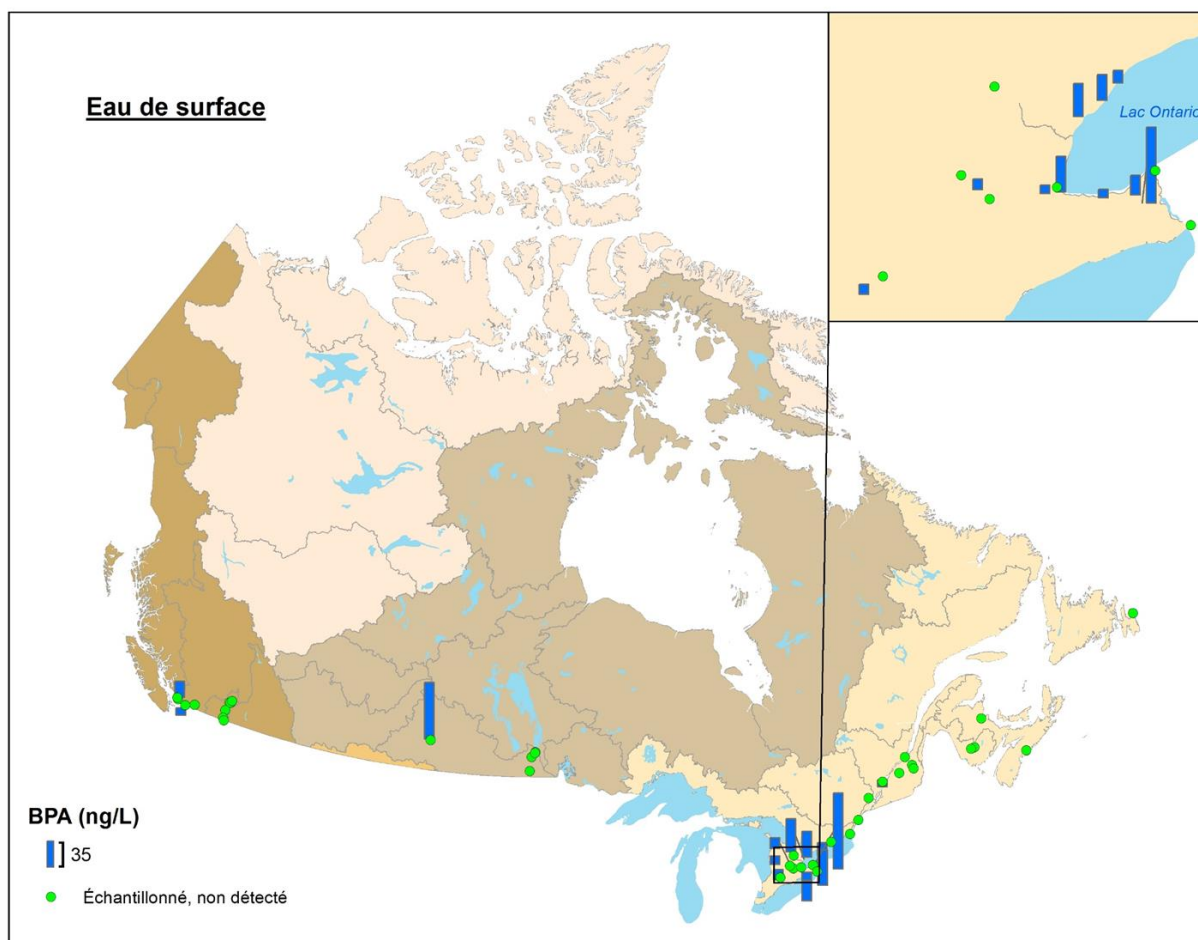 Eau de surface
Lac Ontario
BPA (ng/L)
35
Échantillonné, non détecté